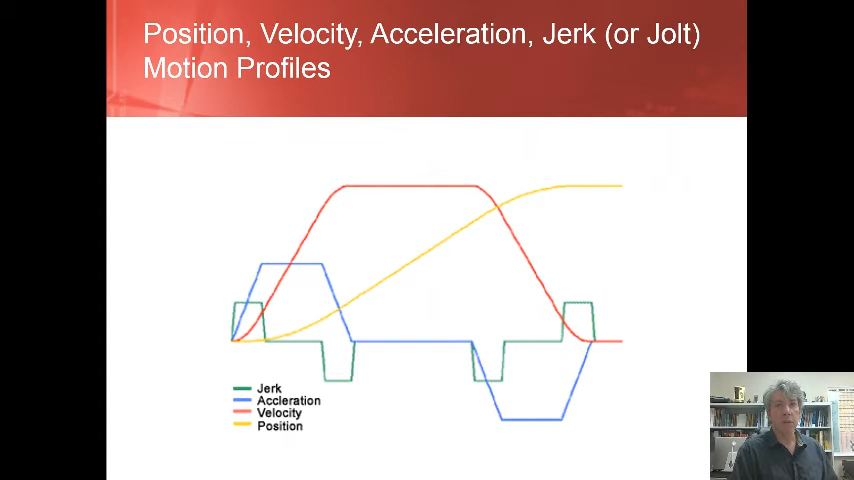 Position, Velocity, Acceleration, Jerk (or Jolt)
Motion Profiles
Jerk
Accleration
Velocity
Position